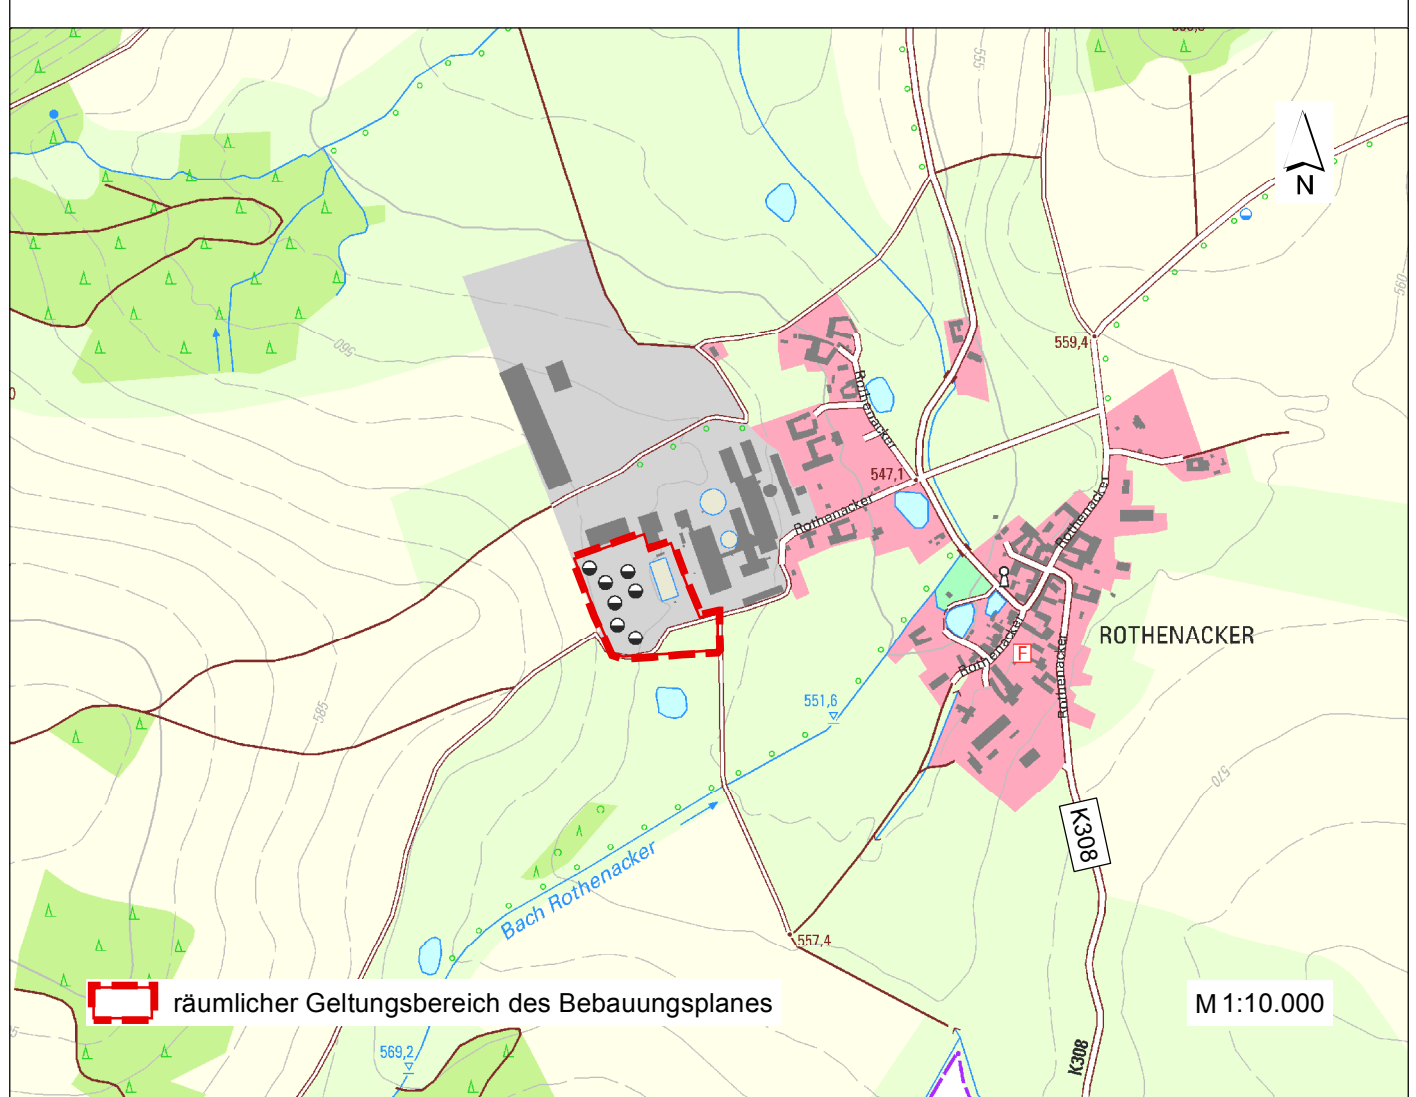 555
N
559,4
560
Rothenacker
547,1
Rothenacker
Rothenacker
ROTHENACKER
F
Rothenacker
Rothenacker
551,6
585
570
K308
Bach Rothenacker
557,4
räumlicher Geltungsbereich des Bebauungsplanes
M 1:10.000
569,2
K308
095